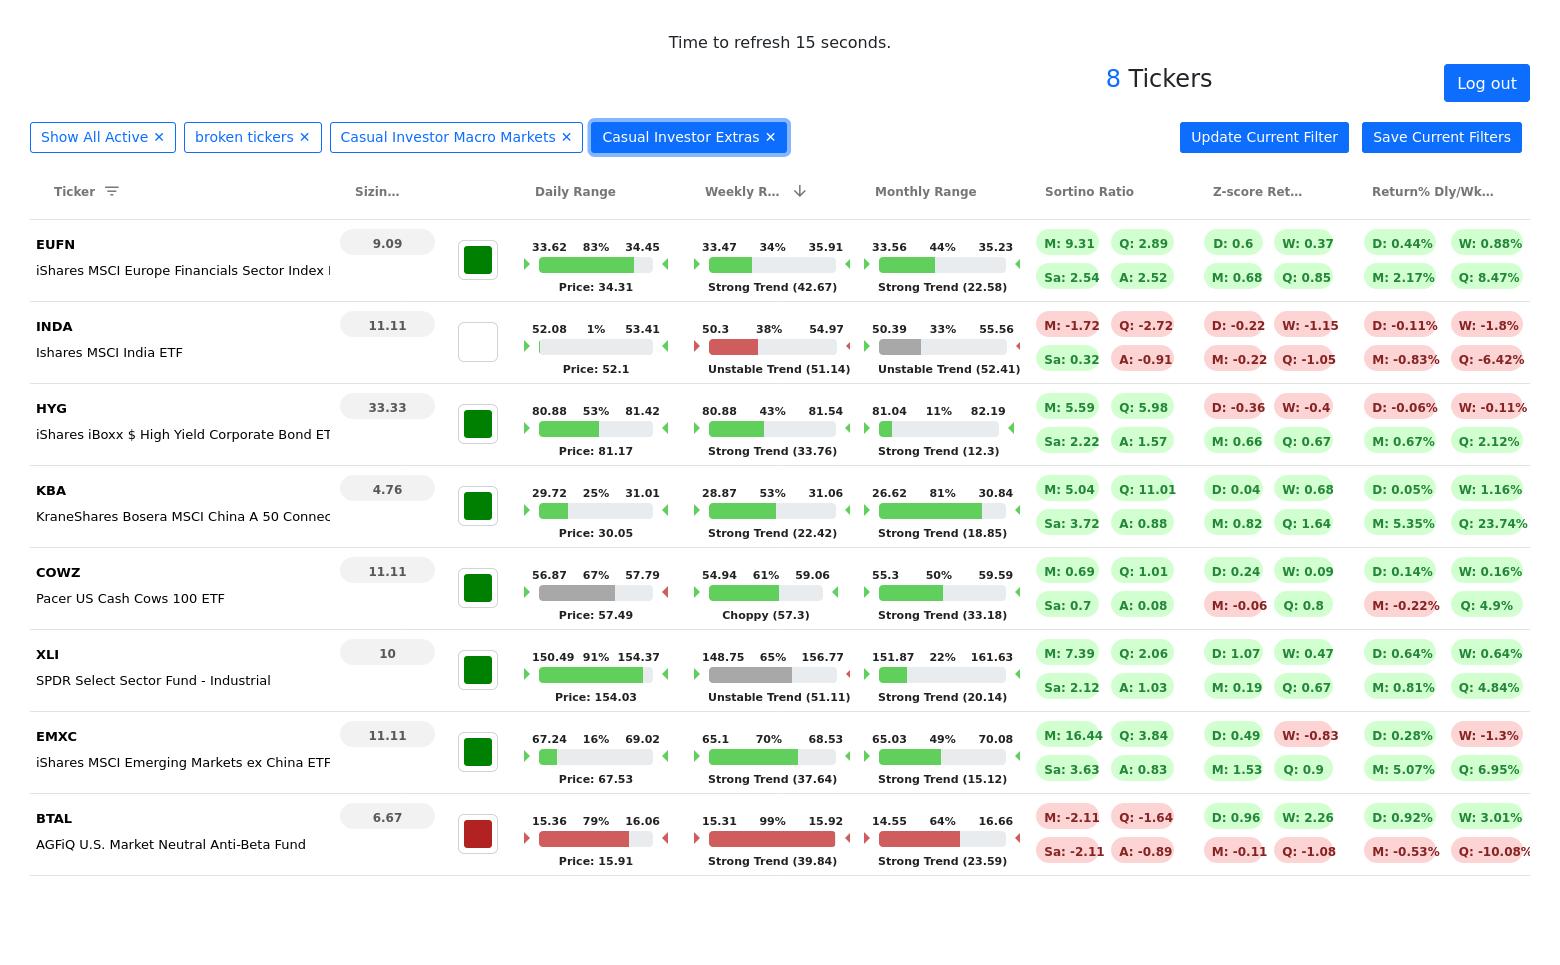 Time to refresh 15 seconds.
8 Tickers
Log out
Show All Active ✕ broken tickers ✕ Casual Investor Macro Markets ✕ Casual Investor Extras ✕ Update Current Filter Save Current Filters
Ticker Sizin… Daily Range Weekly R… Monthly Range Sortino Ratio Z-score Ret… Return% Dly/Wk…
EUFN 9.09 33.62 83% 34.45 33.47 34% 35.91 33.56 44% 35.23 M: 9.31 Q: 2.89 D: 0.6 W: 0.37 D: 0.44% W: 0.88%
iShares MSCI Europe Financials Sector Index Sa: 2.54 A: 2.52 M: 0.68 Q: 0.85 M: 2.17% Q: 8.47%
Price: 34.31 Strong Trend (42.67) Strong Trend (22.58)
INDA 11.11 52.08 1% 53.41 50.3 38% 54.97 50.39 33% 55.56 M: -1.72 Q: -2.72 D: -0.22 W: -1.15 D: -0.11% W: -1.8%
Ishares MSCI India ETF Sa: 0.32 A: -0.91 M: -0.22 Q: -1.05 M: -0.83% Q: -6.42%
Price: 52.1 Unstable Trend (51.14) Unstable Trend (52.41)
HYG 33.33 80.88 53% 81.42 80.88 43% 81.54 81.04 11% 82.19 M: 5.59 Q: 5.98 D: -0.36 W: -0.4 D: -0.06% W: -0.11%
iShares iBoxx $ High Yield Corporate Bond ET Sa: 2.22 A: 1.57 M: 0.66 Q: 0.67 M: 0.67% Q: 2.12%
Price: 81.17 Strong Trend (33.76) Strong Trend (12.3)
KBA 4.76 29.72 25% 31.01 28.87 53% 31.06 26.62 81% 30.84 M: 5.04 Q: 11.01 D: 0.04 W: 0.68 D: 0.05% W: 1.16%
KraneShares Bosera MSCI China A 50 Connec Sa: 3.72 A: 0.88 M: 0.82 Q: 1.64 M: 5.35% Q: 23.74%
Price: 30.05 Strong Trend (22.42) Strong Trend (18.85)
COWZ 11.11 56.87 67% 57.79 54.94 61% 59.06 55.3 50% 59.59 M: 0.69 Q: 1.01 D: 0.24 W: 0.09 D: 0.14% W: 0.16%
Pacer US Cash Cows 100 ETF Sa: 0.7 A: 0.08 M: -0.06 Q: 0.8 M: -0.22% Q: 4.9%
Price: 57.49 Choppy (57.3) Strong Trend (33.18)
XLI 10 150.49 91% 154.37 148.75 65% 156.77 151.87 22% 161.63 M: 7.39 Q: 2.06 D: 1.07 W: 0.47 D: 0.64% W: 0.64%
SPDR Select Sector Fund - Industrial Sa: 2.12 A: 1.03 M: 0.19 Q: 0.67 M: 0.81% Q: 4.84%
Price: 154.03 Unstable Trend (51.11) Strong Trend (20.14)
EMXC 11.11 67.24 16% 69.02 65.1 70% 68.53 65.03 49% 70.08 M: 16.44 Q: 3.84 D: 0.49 W: -0.83 D: 0.28% W: -1.3%
iShares MSCI Emerging Markets ex China ETF Sa: 3.63 A: 0.83 M: 1.53 Q: 0.9 M: 5.07% Q: 6.95%
Price: 67.53 Strong Trend (37.64) Strong Trend (15.12)
BTAL 6.67 15.36 79% 16.06 15.31 99% 15.92 14.55 64% 16.66 M: -2.11 Q: -1.64 D: 0.96 W: 2.26 D: 0.92% W: 3.01%
AGFiQ U.S. Market Neutral Anti-Beta Fund Sa: -2.11 A: -0.89 M: -0.11 Q: -1.08 M: -0.53% Q: -10.08%
Price: 15.91 Strong Trend (39.84) Strong Trend (23.59)